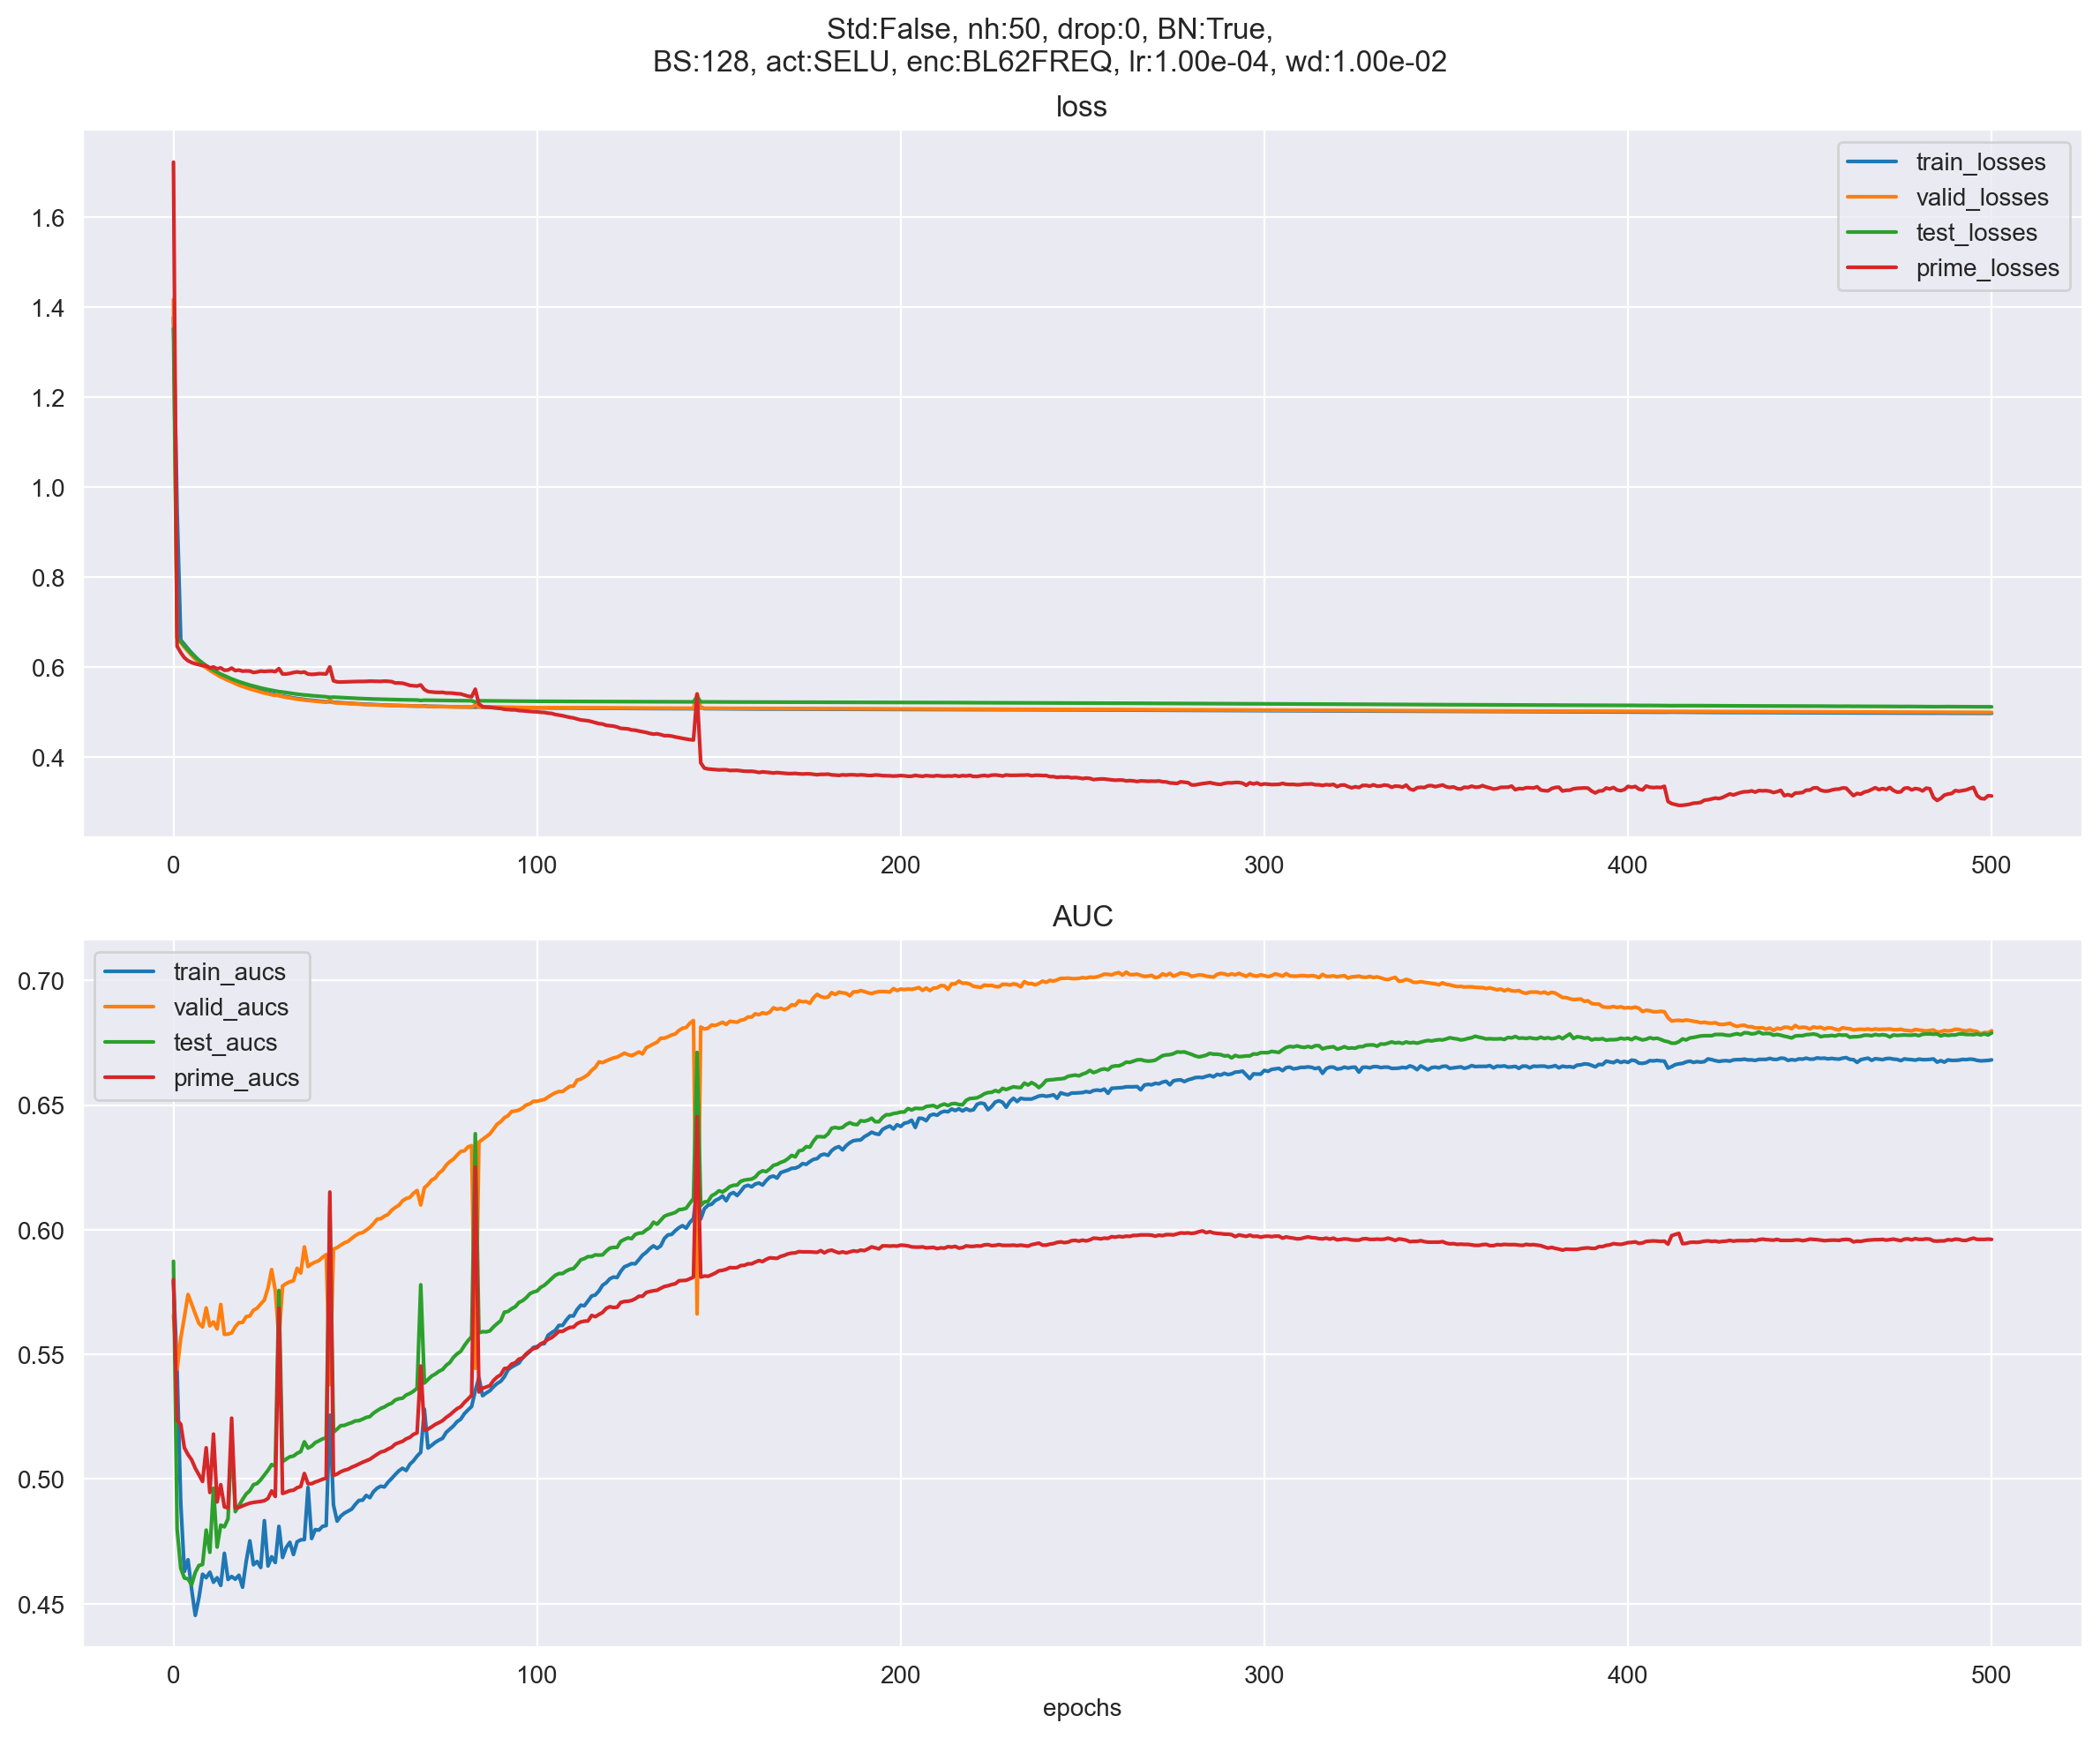 Std:False, nh:50, drop:0, BN:True,
BS:128, act:SELU, enc:BL62FREQ, lr:1.00e-04, wd:1.00e-02
loss
train_losses
valid_losses
test_losses
prime_losses
1.6
1.4
1.2
1.0
0.8
0.6
0.4
0 100 200 300 400 500
AUC
train_aucs
valid_aucs
test_aucs
prime_aucs
0.70
0.65
0.60
0.55
0.50
0.45
0 100 200 300 400 500
epochs